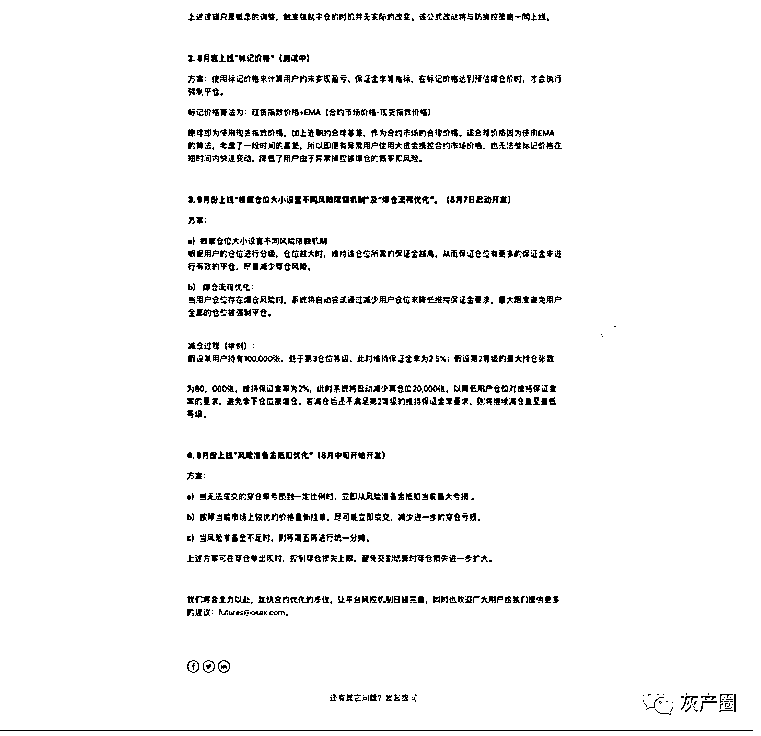 上述逻辑只是概念的调整，触发强制平仓的时机并无实际的改变。该公式改动将与防爆控策略一同上线。
2. 8月底上线“标记价格”（测试中）
方案：使用标记价格来计算用户的未实现盈亏、保证金率等指标。在标记价格达到预估爆仓价时，才会执行
强制平仓。
标记价格算法为：现货指数价格+EMA（合约市场价格-现货指数价格）
原理即为使用现货指数价格，加上近期的合理基差，作为合约市场的合理价格。该合理价格因为使用EMA
的算法，考虑了一段时间的基差，所以即便有异常用户使用大资金操控合约市场价格，也无法使标记价格在
短时间内快速变动，降低了用户由于异常操控被爆仓的概率和风险。
3. 9月份上线“根据仓位大小设置不同风险限额机制”及“爆仓流程优化”。（8月7日启动开发）
方案：
a）根据仓位大小设置不同风险限额机制
根据用户的仓位进行分级。仓位越大时，维持该仓位所需的保证金越高，从而保证仓位有更多的保证金来进
行有效的平仓，尽量减少穿仓风险。
b）爆仓流程优化：
当用户仓位存在爆仓风险时，系统将自动尝试通过减少用户仓位来降低维持保证金要求，最大限度避免用户
全部的仓位被强制平仓。
减仓过程（举例）：
假设某用户持有100,000张，处于第3仓位等级，此时维持保证金率为2.5%；假设第2等级的最大持仓张数
为80，000张，维持保证金率为2%，此时系统将自动减少其仓位20,000张，以降低用户仓位对维持保证金
率的要求，避免余下仓位被爆仓。若减仓后还不满足第2等级的维持保证金率要求，则将继续减仓直至最低
等级。
4. 9月份上线“风险准备金抵扣优化”（8月中旬开始开发）
方案：
a）当无法成交的穿仓单亏损到一定比例时，立即从风险准备金抵扣当前最大亏损。
b）按照当前市场上较优的价格重新挂单，尽可能立即成交，减少进一步的穿仓亏损。
c）当风险准备金不足时，则等周五再进行统一分摊。
上述方案可在穿仓单出现时，控制穿仓损失上限，避免交割结算时穿仓损失进一步扩大。
我们将会全力以赴，加快合约优化的步伐，让平台风控机制日臻完善，同时也欢迎广大用户给我们提供更多
的建议：futures@okex.com。
还有其它问题？
灰产圈